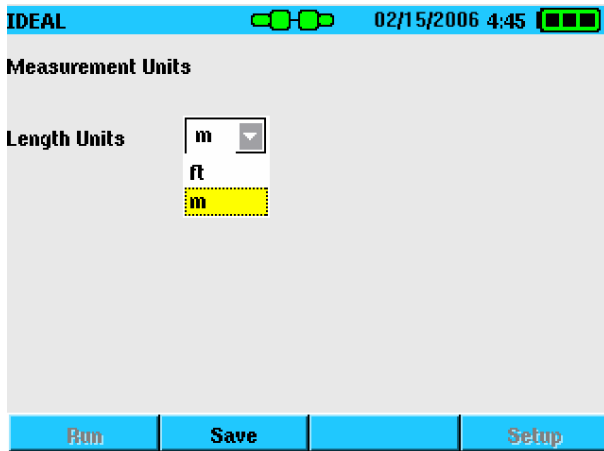 IDEAL 02/15/2006 4:45
Measurement Units
Length Units m
ft
m
Run Save Setup